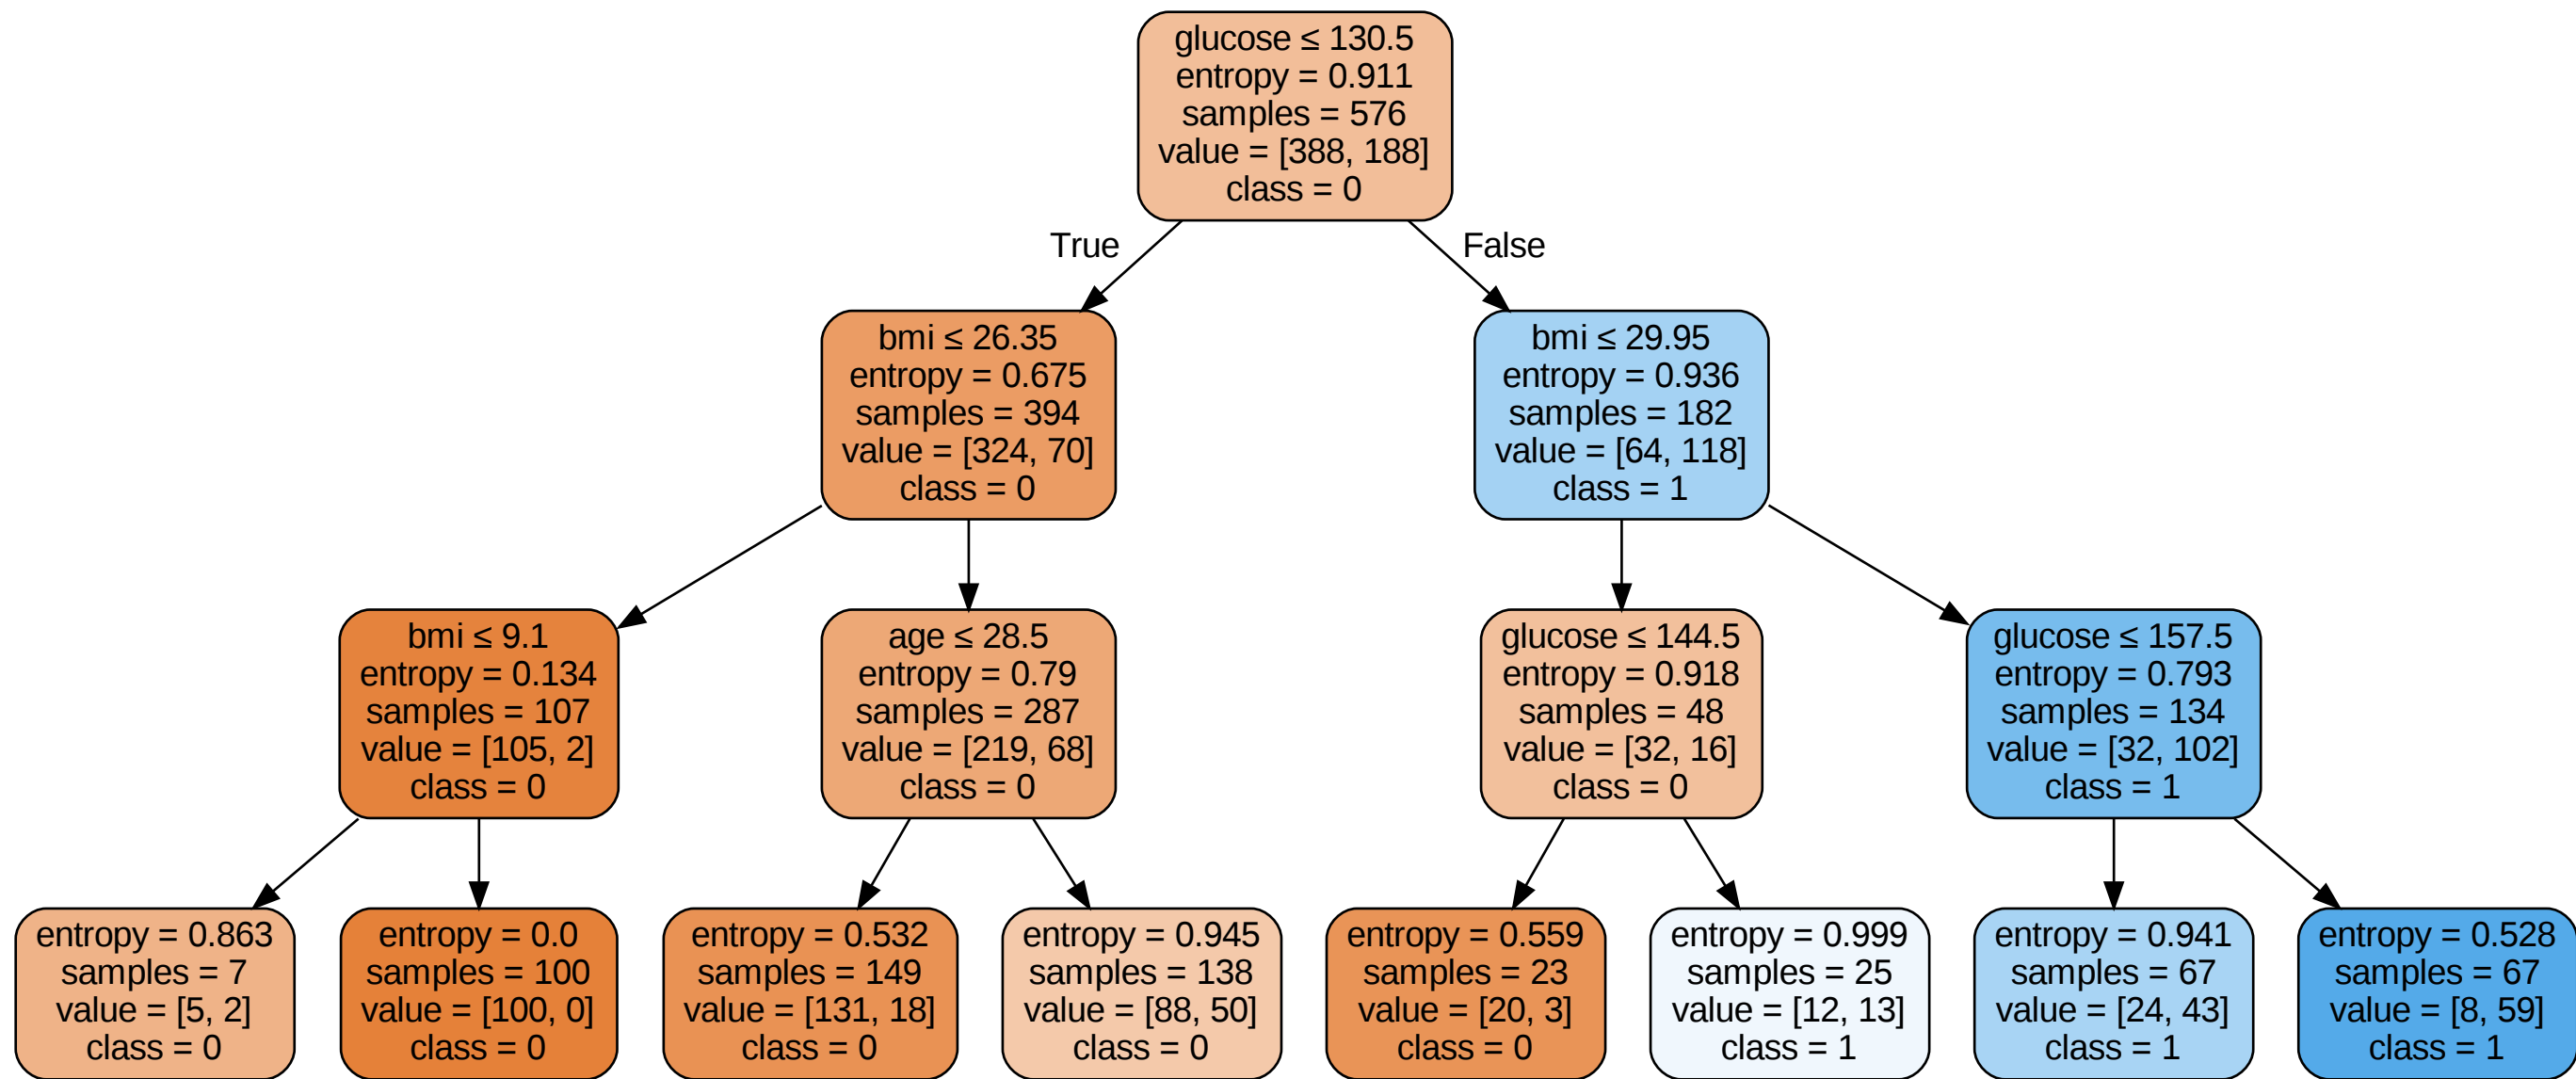 glucose ≤ 130.5
entropy = 0.911
samples = 576
value = [388, 188]
class = 0
True
False
bmi ≤ 26.35
entropy = 0.675
samples = 394
value = [324, 70]
class = 0
bmi ≤ 29.95
entropy = 0.936
samples = 182
value = [64, 118]
class = 1
bmi ≤ 9.1
entropy = 0.134
samples = 107
value = [105, 2]
class = 0
age ≤ 28.5
entropy = 0.79
samples = 287
value = [219, 68]
class = 0
glucose ≤ 144.5
entropy = 0.918
samples = 48
value = [32, 16]
class = 0
glucose ≤ 157.5
entropy = 0.793
samples = 134
value = [32, 102]
class = 1
entropy = 0.863
samples = 7
value = [5, 2]
class = 0
entropy = 0.0
samples = 100
value = [100, 0]
class = 0
entropy = 0.532
samples = 149
value = [131, 18]
class = 0
entropy = 0.945
samples = 138
value = [88, 50]
class = 0
entropy = 0.559
samples = 23
value = [20, 3]
class = 0
entropy = 0.999
samples = 25
value = [12, 13]
class = 1
entropy = 0.941
samples = 67
value = [24, 43]
class = 1
entropy = 0.528
samples = 67
value = [8, 59]
class = 1